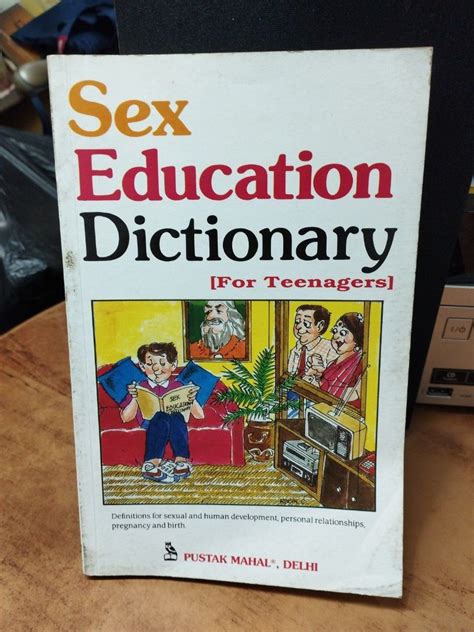 Sex
Education
Dictionary
[For Teenagers]
SEX
EDUCATION
Definitions for sexual and human development, personal relationships,
pregnancy and birth.
PUSTAK MAHAL®, DELHI